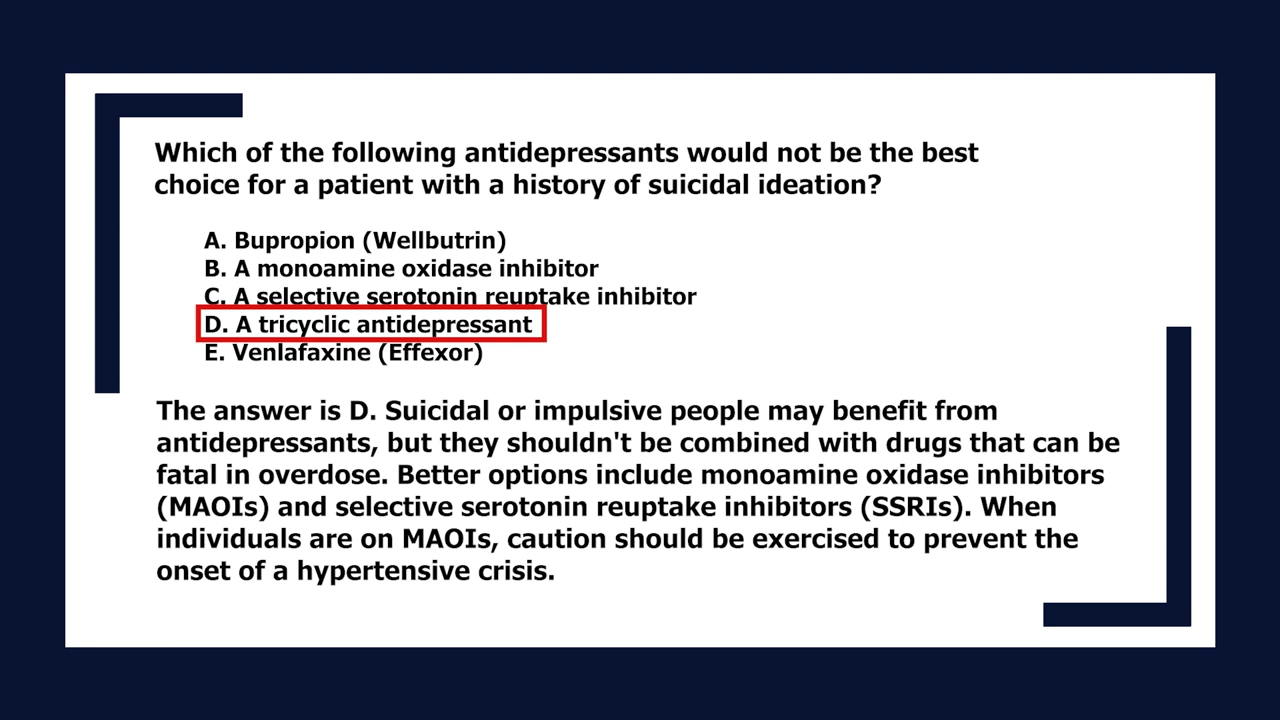 Which of the following antidepressants would not be the best
choice for a patient with a history of suicidal ideation?
A. Bupropion (Wellbutrin)
B. A monoamine oxidase inhibitor
C. A selective serotonin reuptake inhibitor
D. A tricyclic antidepressant
E. Venlafaxine (Effexor)
The answer is D. Suicidal or impulsive people may benefit from
antidepressants, but they shouldn't be combined with drugs that can be
fatal in overdose. Better options include monoamine oxidase inhibitors
(MAOIs) and selective serotonin reuptake inhibitors (SSRIs). When
individuals are on MAOIs, caution should be exercised to prevent the
onset of a hypertensive crisis.